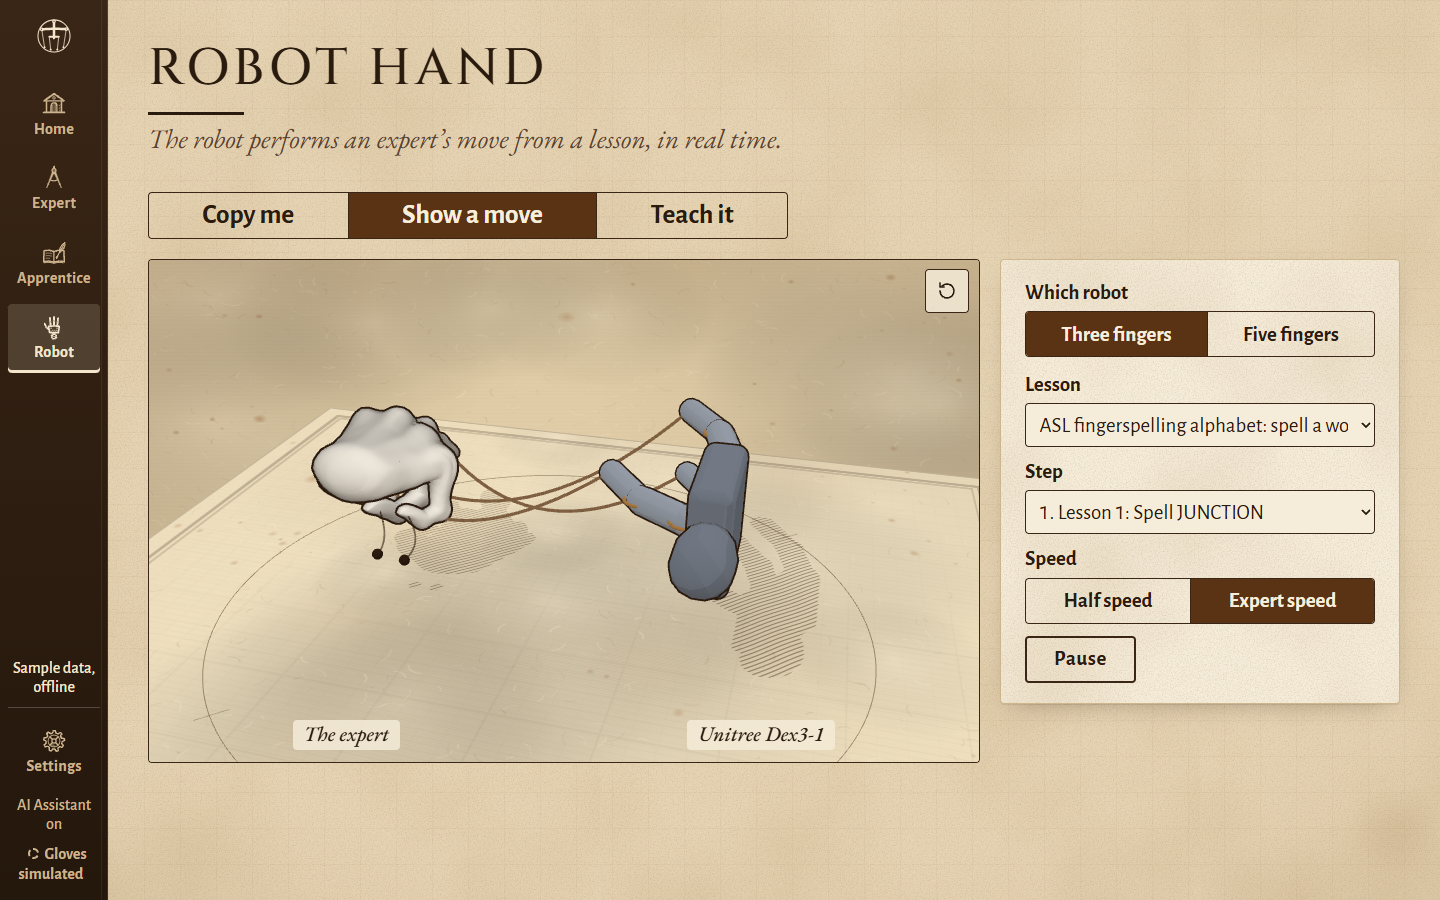 ROBOT HAND
The robot performs an expert's move from a lesson, in real time.
Copy me
Show a move
Teach it
Home
Expert
Apprentice
Robot
Sample data,
offline
Settings
AI Assistant
on
Gloves
simulated
The expert
Unitree Dex3-1
Which robot
Three fingers
Five fingers
Lesson
ASL fingerspelling alphabet: spell a wo
Step
1. Lesson 1: Spell JUNCTION
Speed
Half speed
Expert speed
Pause